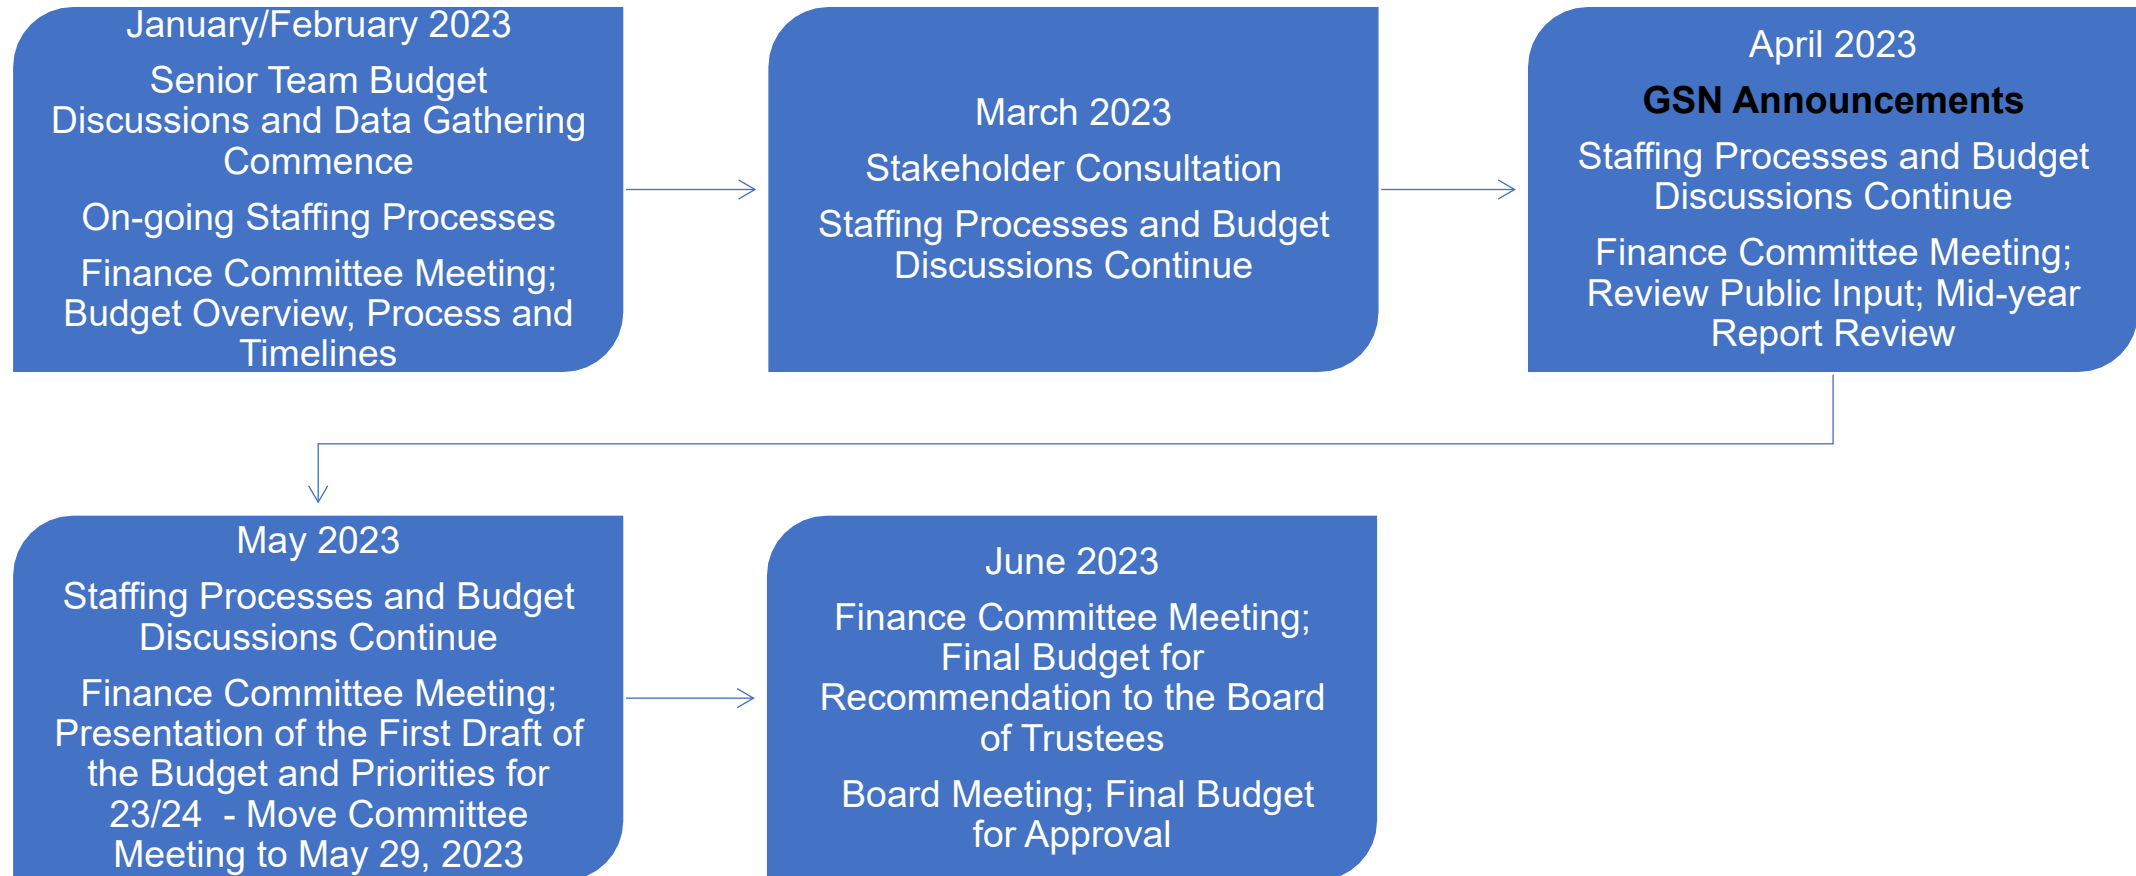 January/February 2023
Senior Team Budget
Discussions and Data Gathering
Commence
On-going Staffing Processes
Finance Committee Meeting;
Budget Overview, Process and
Timelines
March 2023
Stakeholder Consultation
Staffing Processes and Budget
Discussions Continue
April 2023
GSN Announcements
Staffing Processes and Budget
Discussions Continue
Finance Committee Meeting;
Review Public Input; Mid-year
Report Review
May 2023
Staffing Processes and Budget
Discussions Continue
Finance Committee Meeting;
Presentation of the First Draft of
the Budget and Priorities for
23/24  - Move Committee
Meeting to May 29, 2023
June 2023
Finance Committee Meeting;
Final Budget for
Recommendation to the Board
of Trustees
Board Meeting; Final Budget
for Approval